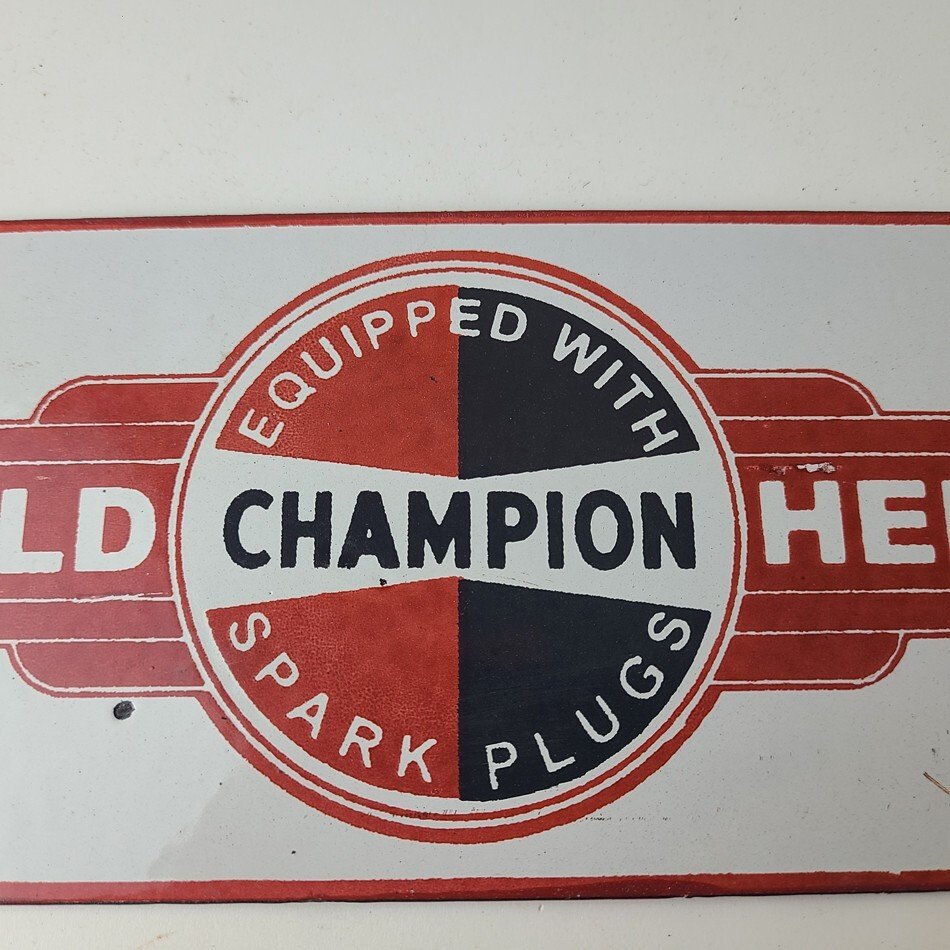 EQUIPPED WITH
LD CHAMPION HE
SPARK PLUGS